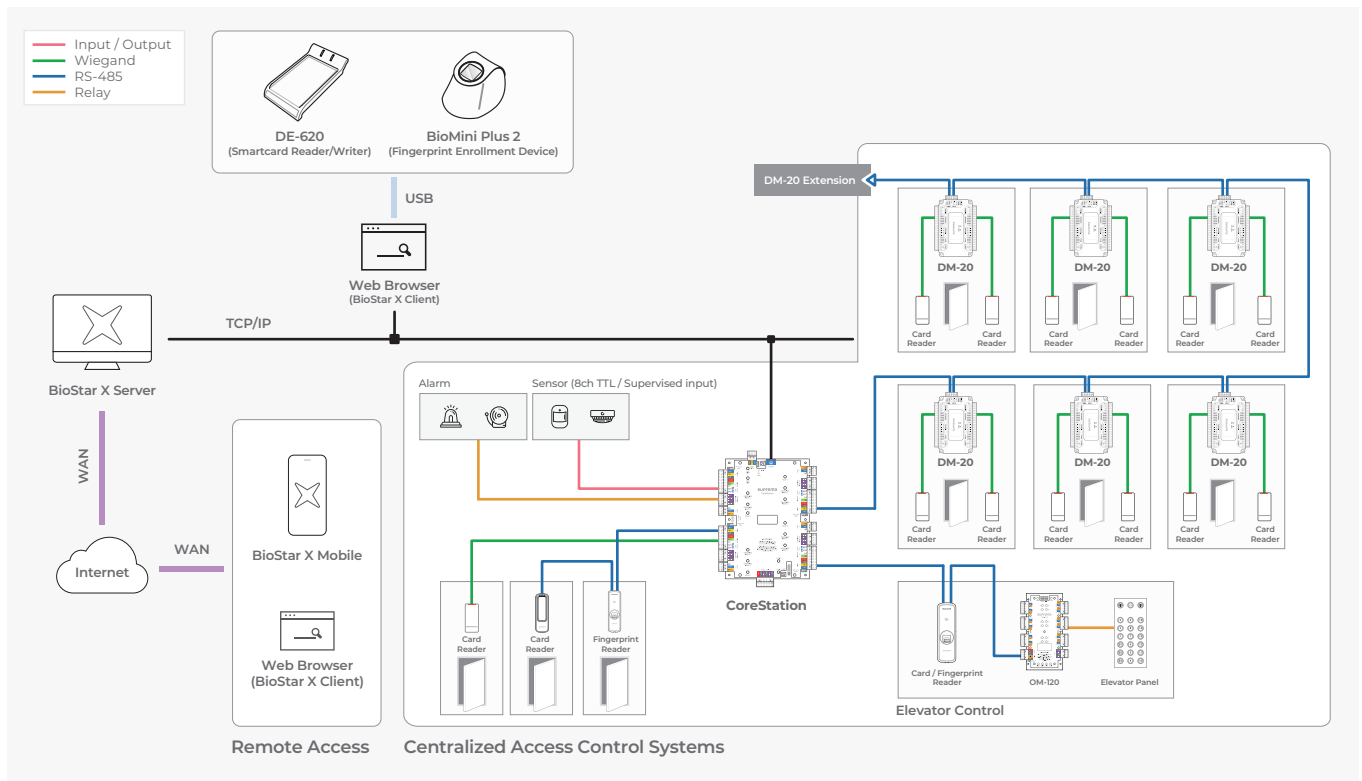 Input / Output
Wiegand
RS-485
Relay
DE-620
(Smartcard Reader/Writer)
BioMini Plus 2
(Fingerprint Enrollment Device)
USB
Web Browser
(BioStar X Client)
TCP/IP
BioStar X Server
WAN
Internet
WAN
BioStar X Mobile
Web Browser
(BioStar X Client)
Remote Access
DM-20 Extension
DM-20
Card
Reader
Card
Reader
DM-20
Card
Reader
Card
Reader
DM-20
Card
Reader
Card
Reader
DM-20
Card
Reader
Card
Reader
DM-20
Card
Reader
Card
Reader
DM-20
Card
Reader
Card
Reader
Alarm
Sensor (8ch TTL / Supervised input)
suprema
CoreStation
Card
Reader
Card
Reader
Fingerprint
Reader
Card / Fingerprint
Reader
OM-120
Elevator Panel
Elevator Control
Centralized Access Control Systems